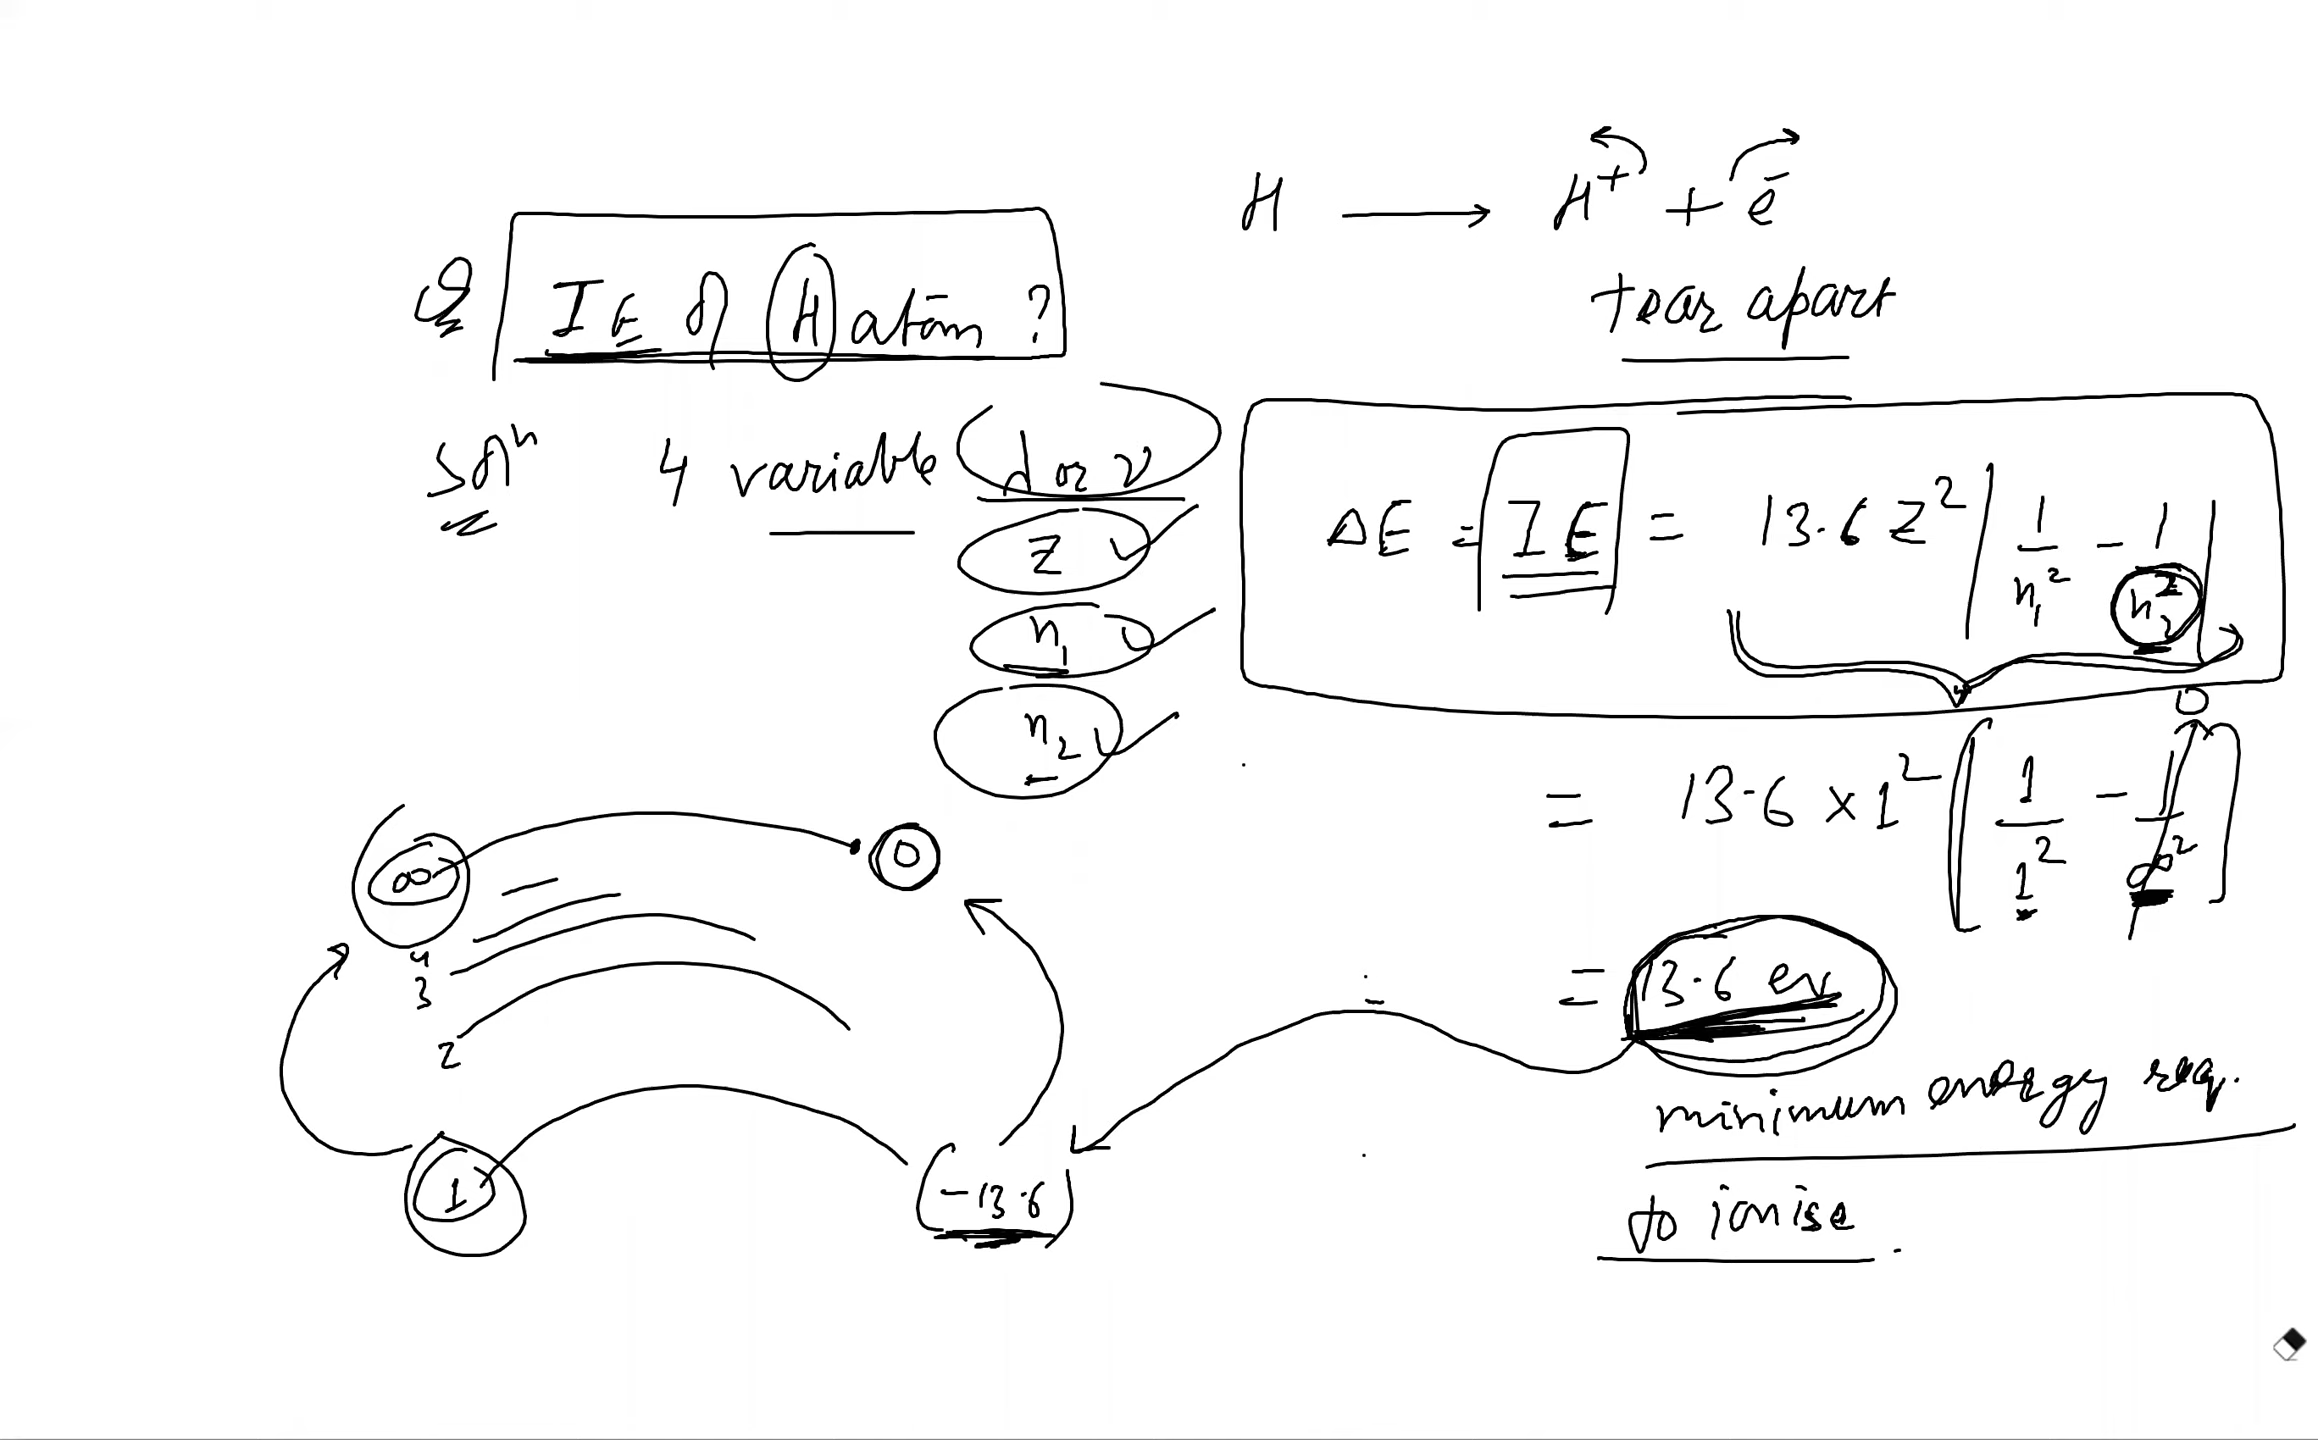 H ⟶ H⁺ + ē
tear apart
Q IE of H atom ?
Solⁿ 4 variable λ or ν
Z
n₁
n₂
ΔE = IE = 13.6 Z² | 1/n₁² - 1/n₂² |
= 13.6 × 1² [ 1/1² - 1/∞² ] 0
= 13.6 ev
minimum energy req.
to ionise
∞ 0
4
3
2
1 -13.6